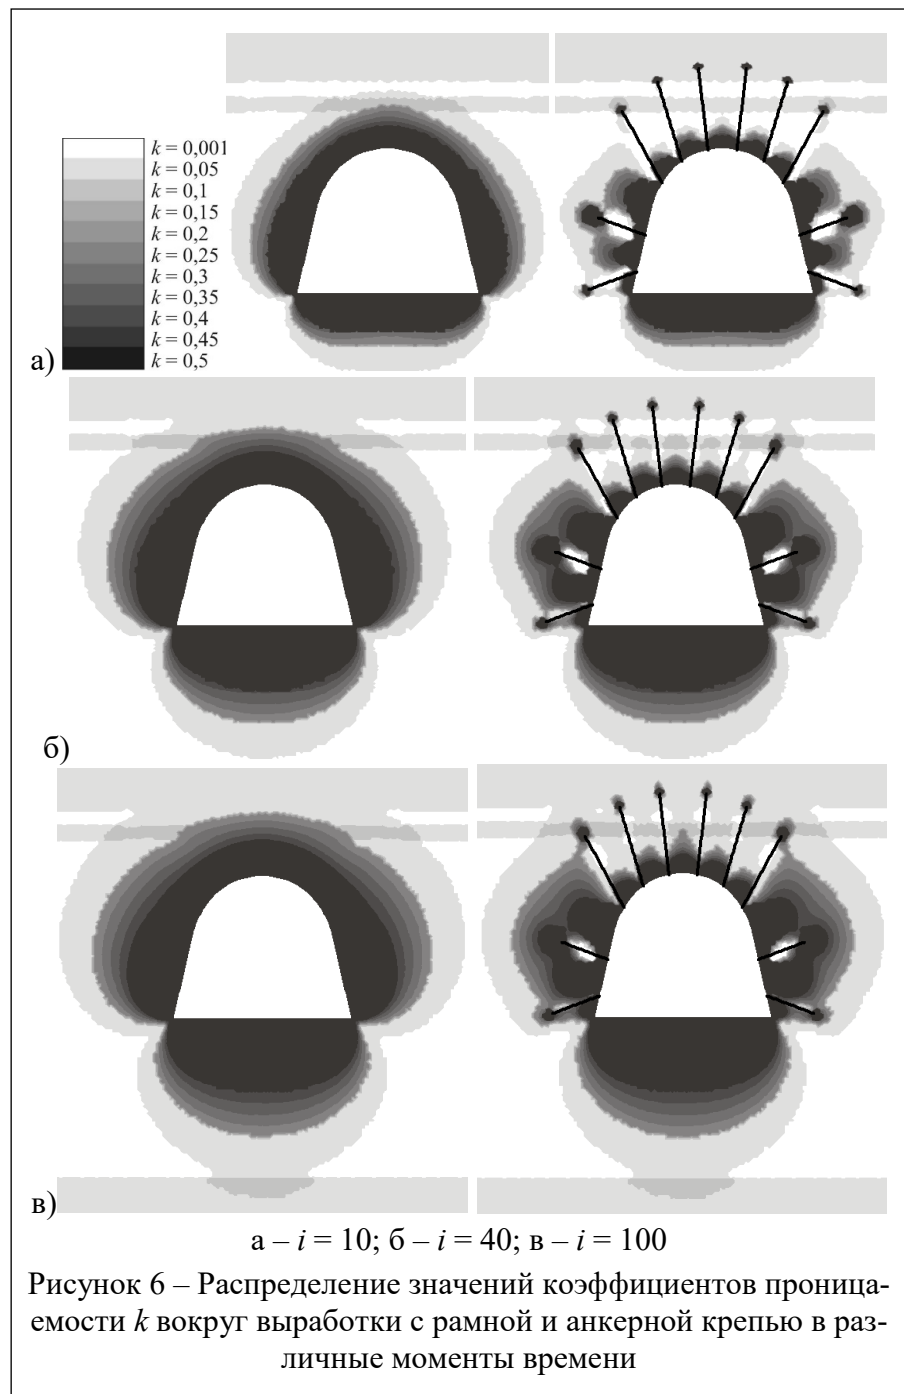 k = 0,001
k = 0,05
k = 0,1
k = 0,15
k = 0,2
k = 0,25
k = 0,3
k = 0,35
k = 0,4
k = 0,45
k = 0,5
а)
б)
в)
а – i = 10; б – i = 40; в – i = 100
Рисунок 6 – Распределение значений коэффициентов проница-
емости k вокруг выработки с рамной и анкерной крепью в раз-
личные моменты времени